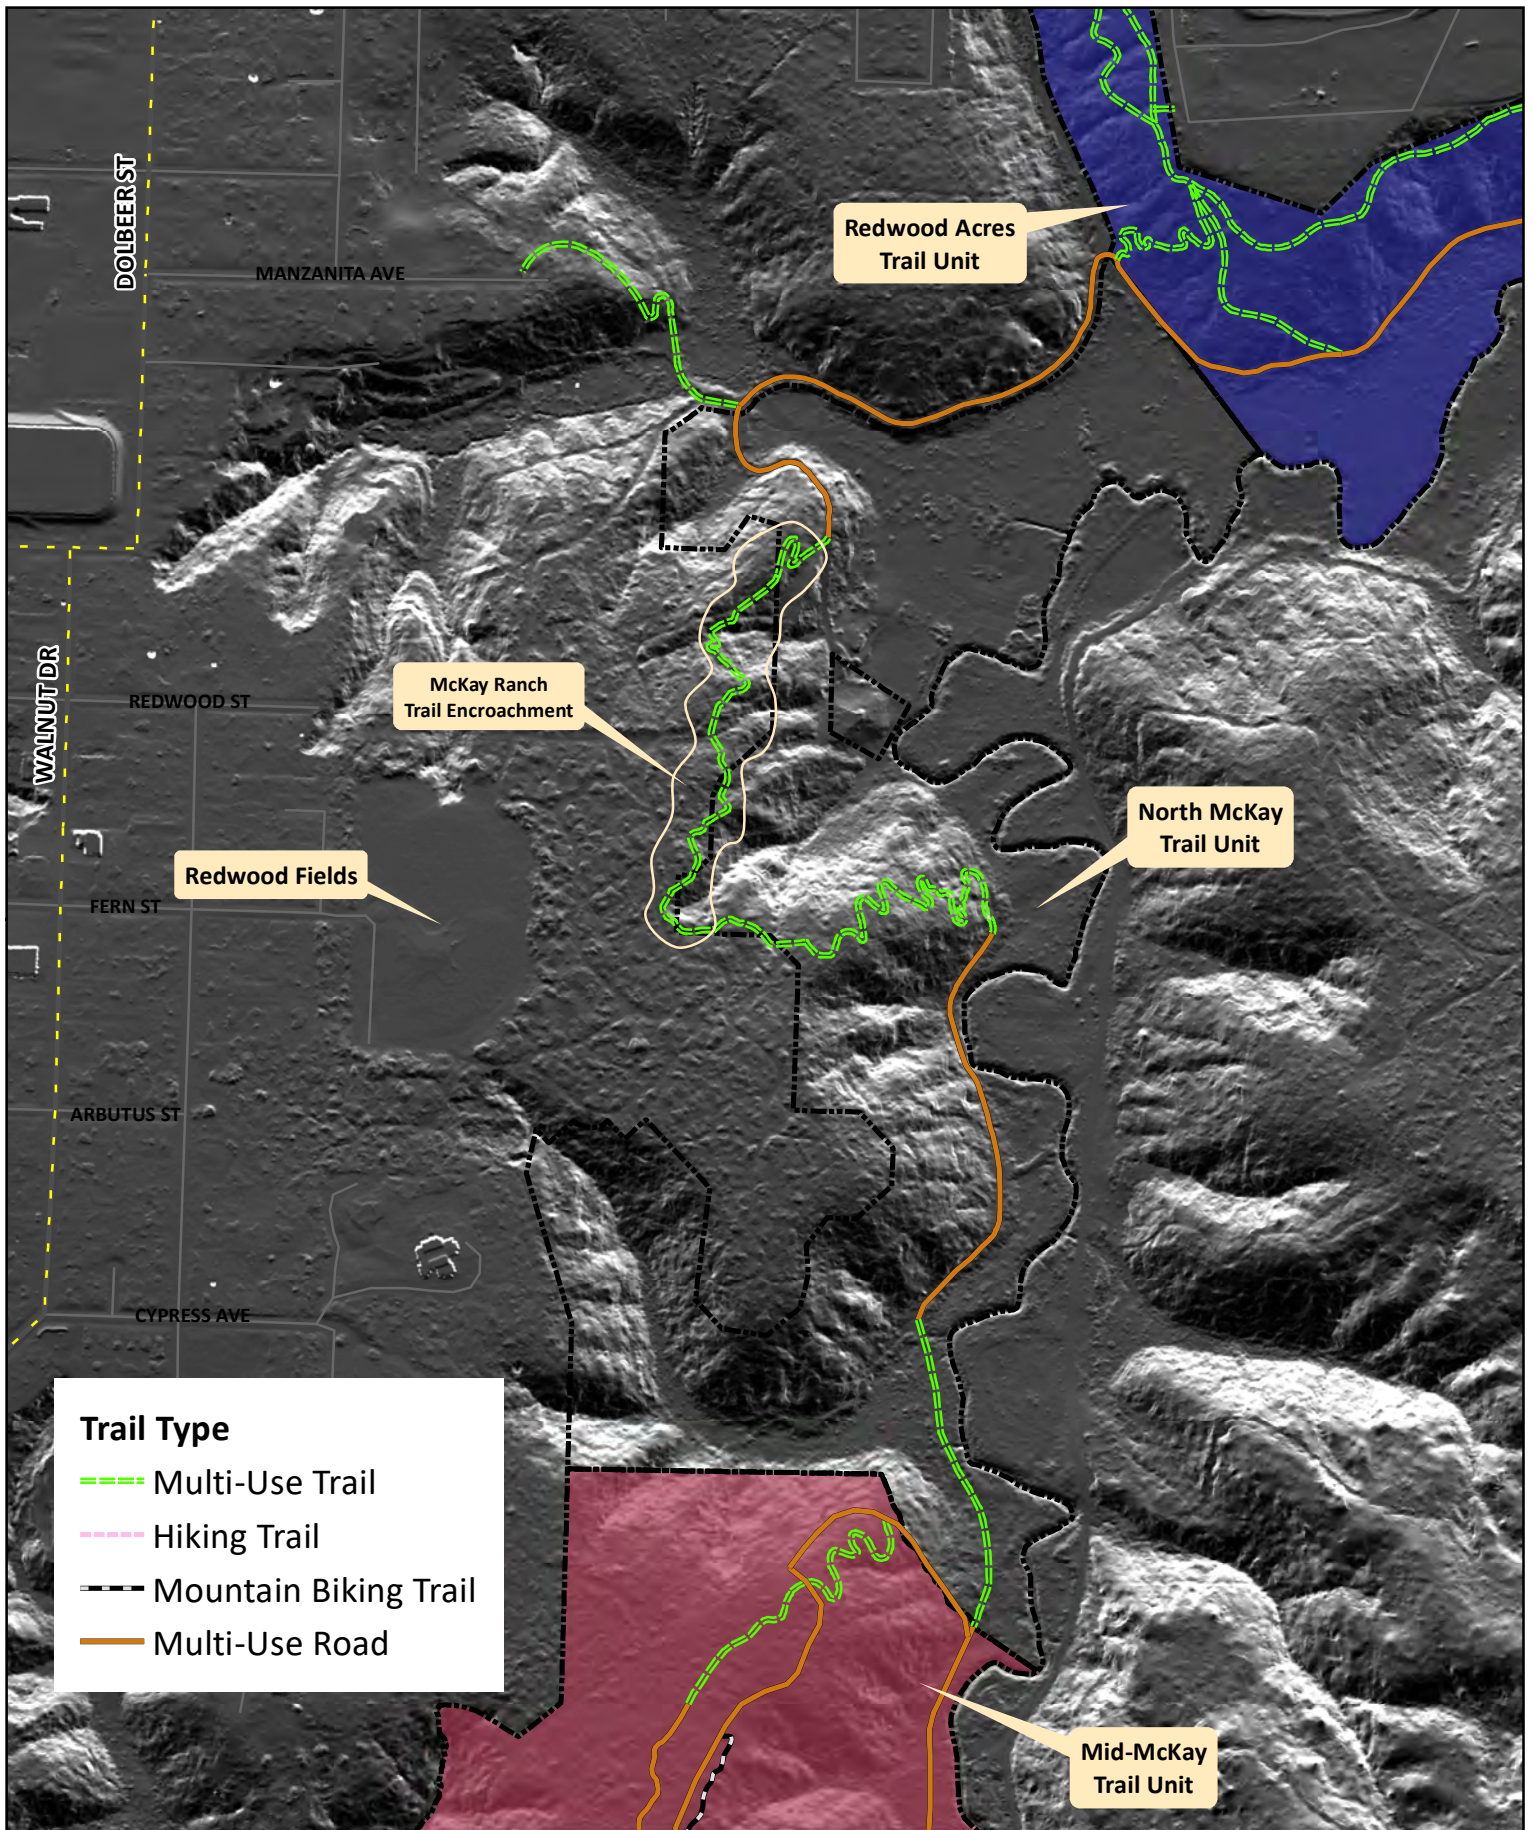 DOLBEER ST
MANZANITA AVE
Redwood Acres
Trail Unit
WALNUT DR
REDWOOD ST
McKay Ranch
Trail Encroachment
North McKay
Trail Unit
Redwood Fields
FERN ST
ARBUTUS ST
CYPRESS AVE
Trail Type
Multi-Use Trail
Hiking Trail
Mountain Biking Trail
Multi-Use Road
Mid-McKay
Trail Unit